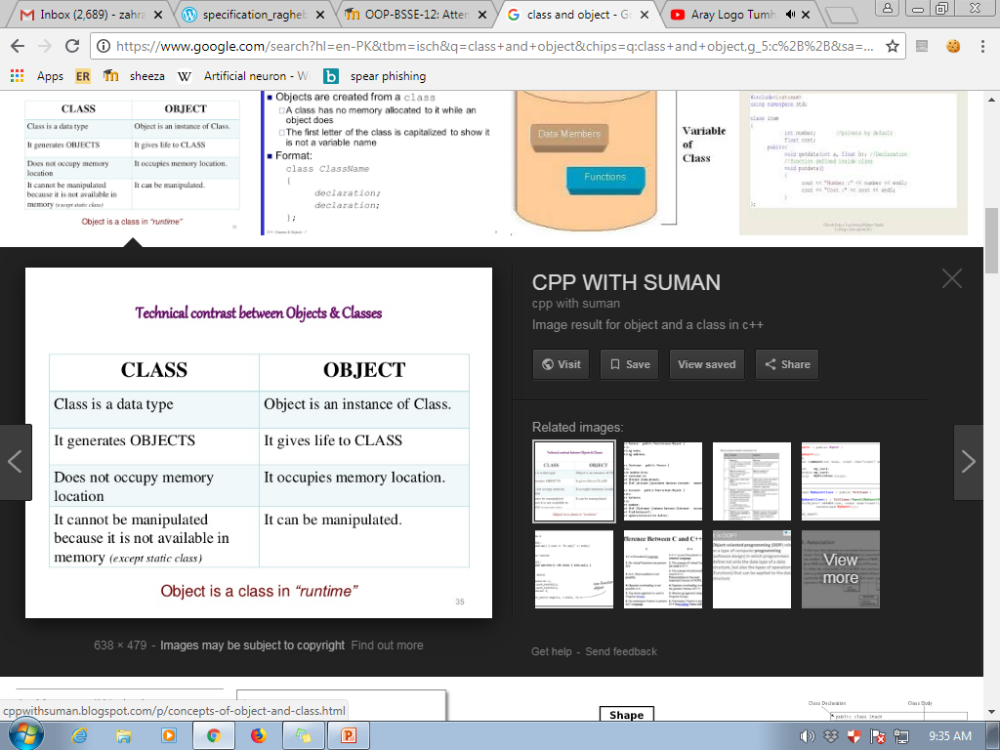 Inbox (2,689) - zahra
specification_ragheb
OOP-BSSE-12: Atten
class and object - G
Aray Logo Tumh
https://www.google.com/search?hl=en-PK&tbm=isch&q=class+and+object&chips=q:class+and+object,g_5:c%2B%2B&sa=...
Apps
ER
sheeza
W
Artificial neuron - W
b
spear phishing
CLASS OBJECT
Class is a data type Object is an instance of Class.
It generates OBJECTS It gives life to CLASS
Does not occupy memory location It occupies memory location.
It cannot be manipulated It can be manipulated.
because it is not available in
memory (except static class)
Object is a class in "runtime"
Objects are created from a class
A class has no memory allocated to it while an
object does
The first letter of the class is capitalized to show it
is not a variable name
Format:
class ClassName
{
declaration;
declaration;
};
Data Members
Functions
Variable
of
Class
#include<iostream>
using namespace std;
class item
{
int number; //private by default
float cost;
public:
void getdata(int a, float b); //Declaration
//function defined inside class
void putdata()
{
cout << "Number :" << number << endl;
cout << "Cost :" << cost << endl;
}
};
Technical contrast between Objects & Classes
CLASS OBJECT
Class is a data type Object is an instance of Class.
It generates OBJECTS It gives life to CLASS
Does not occupy memory It occupies memory location.
location
It cannot be manipulated It can be manipulated.
because it is not available in
memory (except static class)
Object is a class in "runtime"
35
638 × 479 - Images may be subject to copyright Find out more
CPP WITH SUMAN
cpp with suman
Image result for object and a class in c++
Visit
Save
View saved
Share
Related images:
View
more
Get help - Send feedback
cppwithsuman.blogspot.com/p/concepts-of-object-and-class.html
Shape
Class Declaration
Class Body
public class Stack
9:35 AM